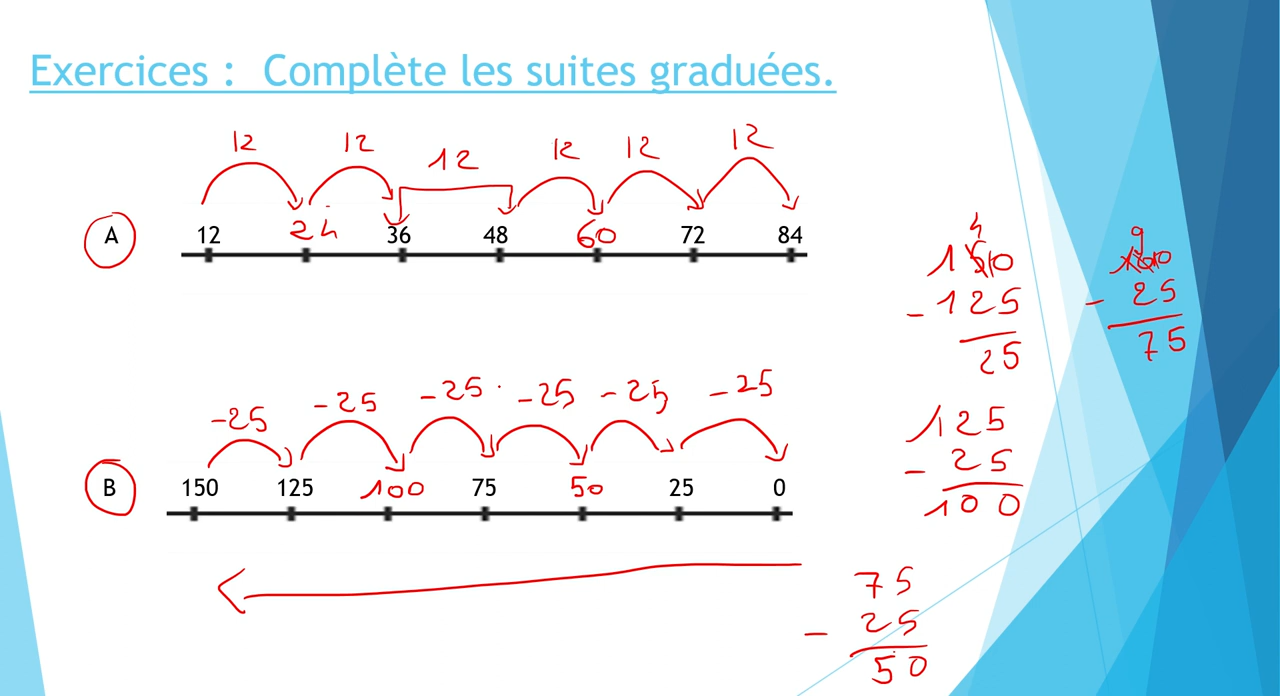 Exercices : Complète les suites graduées.
12 12 12 12 12 12
A 12 24 36 48 60 72 84
-25 -25 -25 -25 -25 -25
B 150 125 100 75 50 25 0
4
150
- 125
25
9
100
- 25
75
125
- 25
100
75
- 25
50